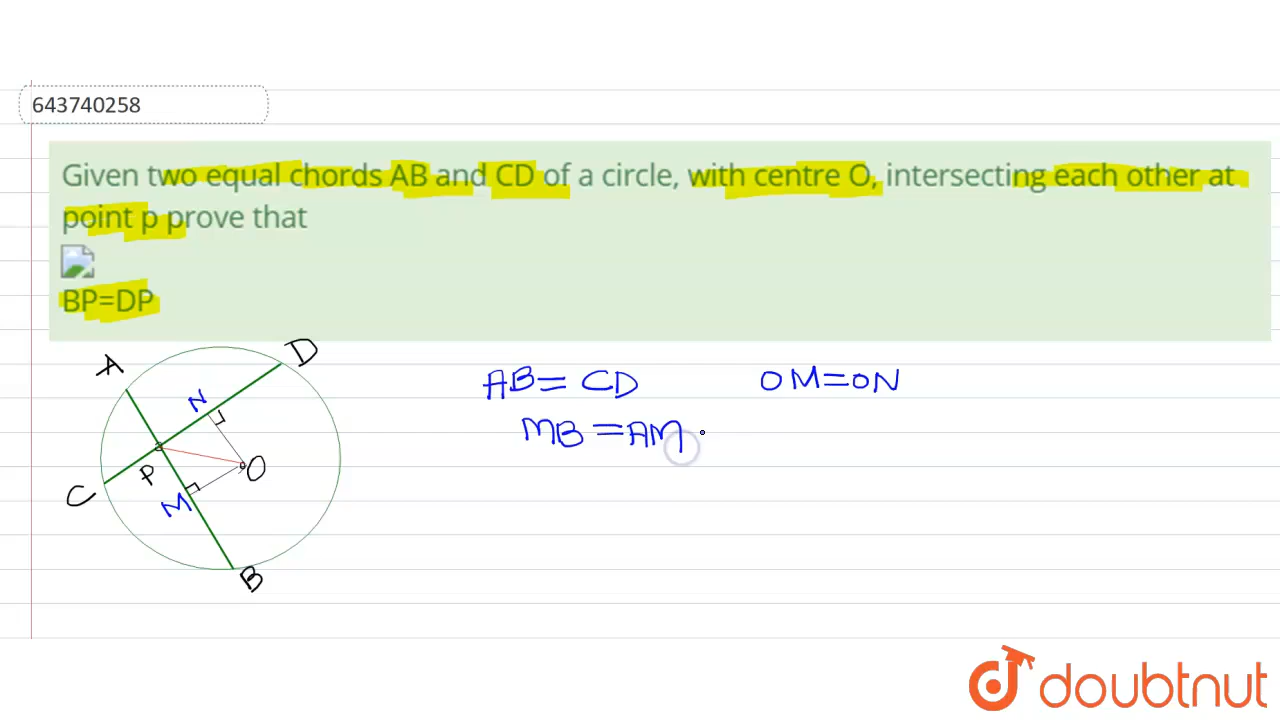 643740258
Given two equal chords AB and CD of a circle, with centre O, intersecting each other at
point p prove that
BP=DP
A
D
N
P
O
C
M
B
AB = CD
OM = ON
MB = AM
doubtnut